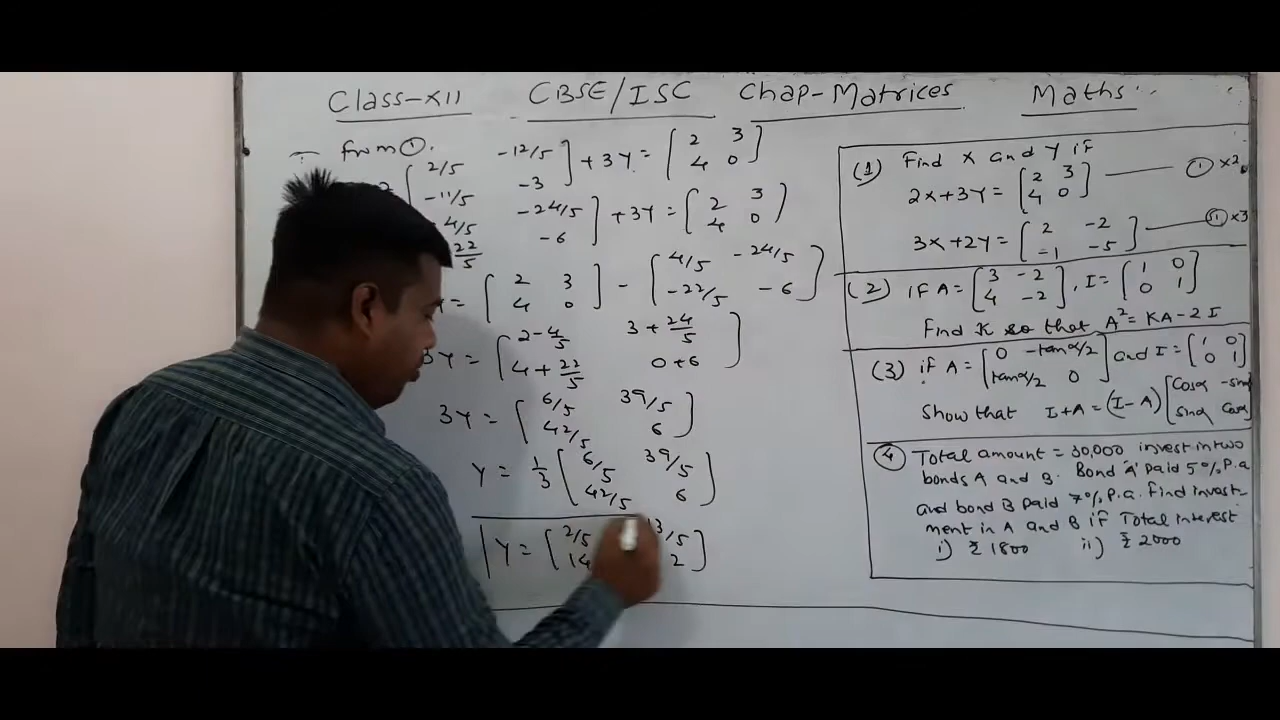 Class-XII CBSE/ISC Chap-Matrices Maths
from ①.
[2/5 -12/5
-11/5 -3] + 3Y = [2 3
4 0]
4/5 -24/5
22/5 -6] + 3Y = [2 3
4 0]
= [2 3
4 0] - [4/5 -24/5
-22/5 -6]
3Y = [2-4/5 3+24/5
4+22/5 0+6]
3Y = [6/5 39/5
42/5 6]
Y = 1/3 [6/5 39/5
42/5 6]
Y = [2/5 13/5
14 2]
(1) Find X and Y if
2X+3Y = [2 3
4 0] — ① ×2
3X+2Y = [2 -2
-1 -5] — ⑪ ×3
(2) if A = [3 -2
4 -2], I = [1 0
0 1]
Find K so that A² = KA - 2I
(3) if A = [0 -tanα/2
tanα/2 0] and I = [1 0
0 1]
Show that I+A = (I-A) [Cosα -sinα
sinα Cosα
④ Total amount = 30,000 invest in two
bonds A and B. Bond 'A' Paid 5%P.a
and bond B Paid 7%P.a. Find invest-
ment in A and B if Total interest
i) ₹ 1800 ii) ₹ 2000